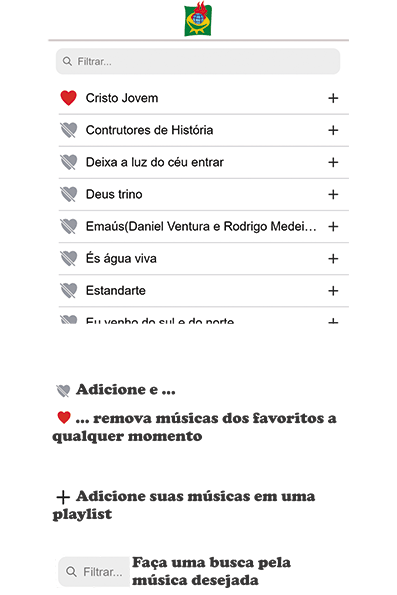 Filtrar...
Cristo Jovem
Contrutores de História
Deixa a luz do céu entrar
Deus trino
Emaús(Daniel Ventura e Rodrigo Medei...
És água viva
Estandarte
Eu venho do sul e do norte
Adicione e ...
... remova músicas dos favoritos a
qualquer momento
Adicione suas músicas em uma
playlist
Filtrar...
Faça uma busca pela
música desejada